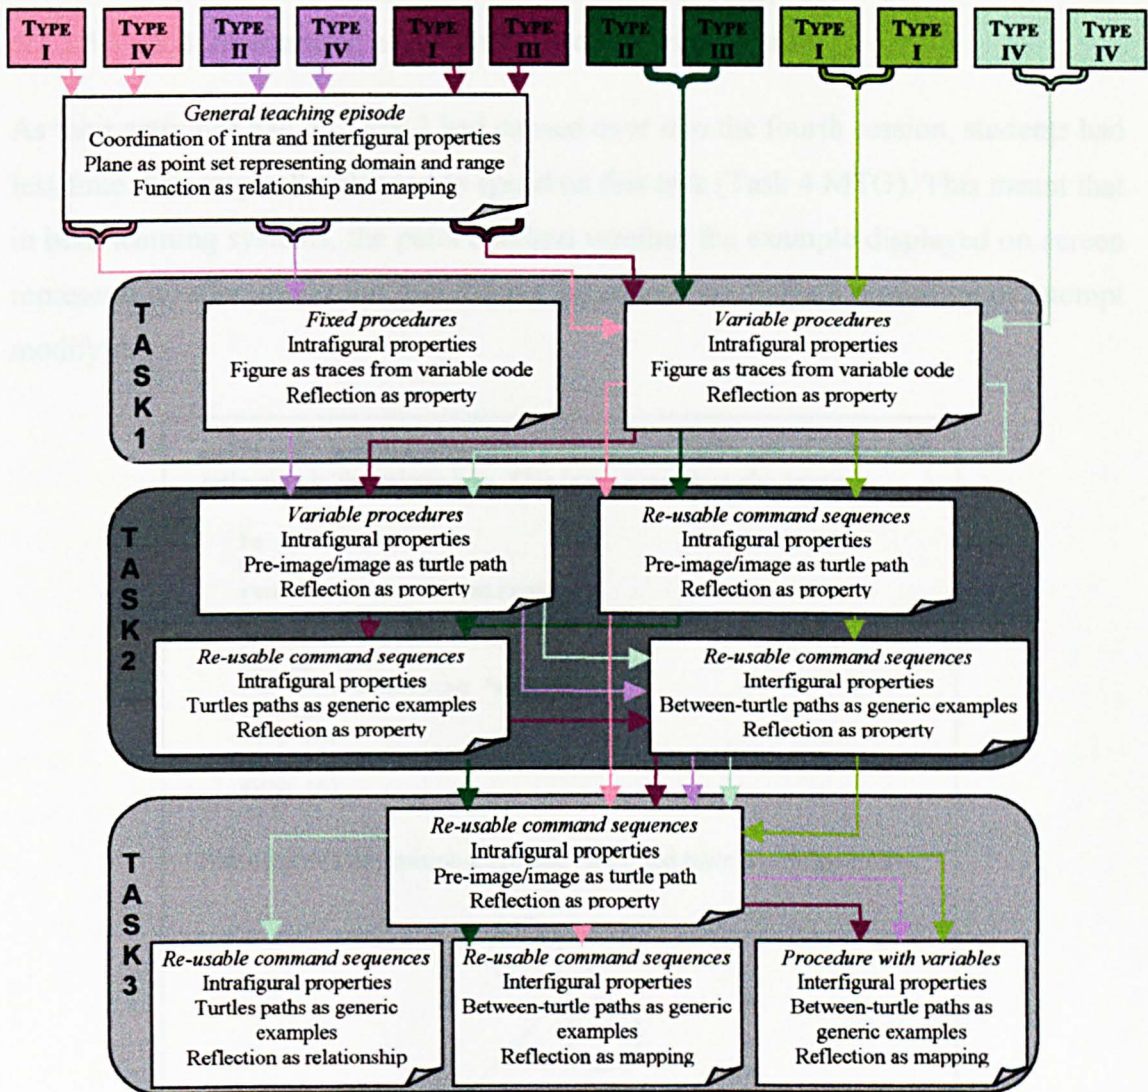 TYPE I
TYPE IV
TYPE II
TYPE IV
TYPE I
TYPE III
TYPE II
TYPE III
TYPE I
TYPE I
TYPE IV
TYPE IV
General teaching episode
Coordination of intra and interfigural properties
Plane as point set representing domain and range
Function as relationship and mapping
TASK1
Fixed procedures
Intrafigural properties
Figure as traces from variable code
Reflection as property
Variable procedures
Intrafigural properties
Figure as traces from variable code
Reflection as property
TASK2
Variable procedures
Intrafigural properties
Pre-image/image as turtle path
Reflection as property
Re-usable command sequences
Intrafigural properties
Pre-image/image as turtle path
Reflection as property
Re-usable command sequences
Intrafigural properties
Turtles paths as generic examples
Reflection as property
Re-usable command sequences
Interfigural properties
Between-turtle paths as generic examples
Reflection as property
TASK3
Re-usable command sequences
Intrafigural properties
Pre-image/image as turtle path
Reflection as property
Re-usable command sequences
Intrafigural properties
Turtles paths as generic
examples
Reflection as relationship
Re-usable command sequences
Interfigural properties
Between-turtle paths as generic
examples
Reflection as mapping
Procedure with variables
Interfigural properties
Between-turtle paths as
generic examples
Reflection as mapping